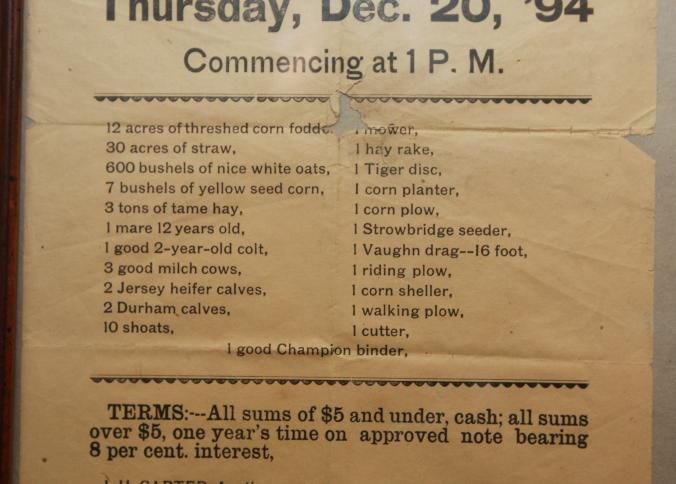 Thursday, Dec. 20, '94
Commencing at 1 P. M.
12 acres of threshed corn fodde
30 acres of straw,
600 bushels of nice white oats,
7 bushels of yellow seed corn,
3 tons of tame hay,
1 mare 12 years old,
1 good 2-year-old colt,
3 good milch cows,
2 Jersey heifer calves,
2 Durham calves,
10 shoats,
1 mower,
1 hay rake,
1 Tiger disc,
1 corn planter,
1 corn plow,
1 Strowbridge seeder,
1 Vaughn drag--16 foot,
1 riding plow,
1 corn sheller,
1 walking plow,
1 cutter,
1 good Champion binder,
TERMS:---All sums of $5 and under, cash; all sums
over $5, one year's time on approved note bearing
8 per cent. interest,
CARTER